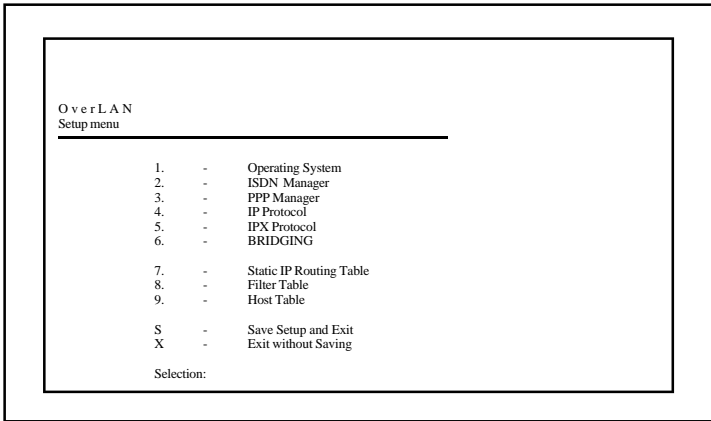 O v e r L A N
Setup menu
1. - Operating System
2. - ISDN Manager
3. - PPP Manager
4. - IP Protocol
5. - IPX Protocol
6. - BRIDGING
7. - Static IP Routing Table
8. - Filter Table
9. - Host Table
S - Save Setup and Exit
X - Exit without Saving
Selection: